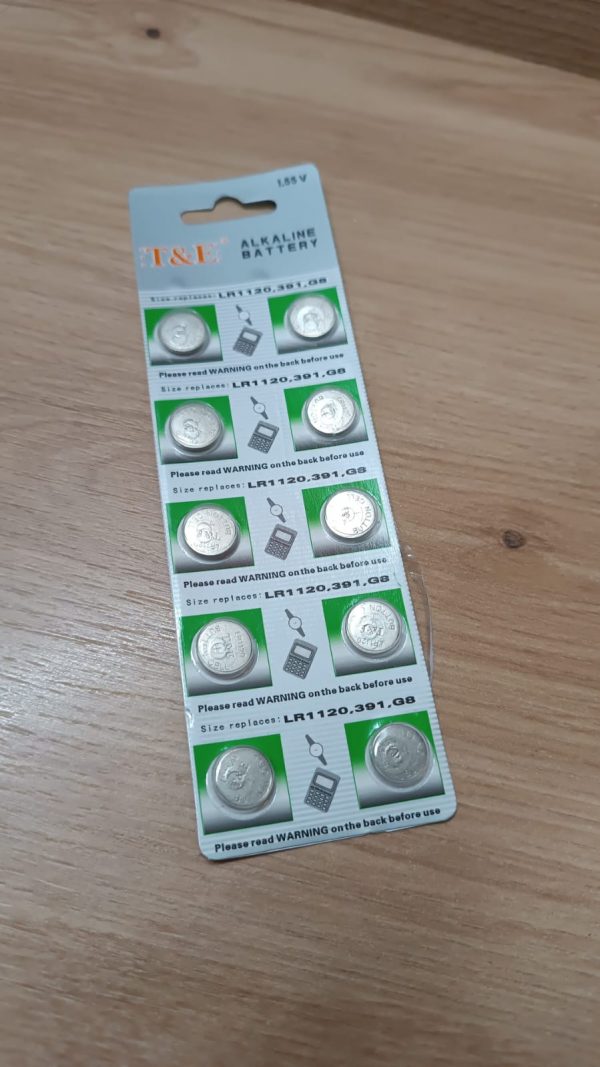 1.55 V
T&E®
ALKALINE
BATTERY
Size replaces: LR1120,391,G8
Please read WARNING on the back before use
Size replaces: LR1120,391,G8
Please read WARNING on the back before use
Size replaces: LR1120,391,G8
Please read WARNING on the back before use
Size replaces: LR1120,391,G8
Please read WARNING on the back before use
Size replaces: LR1120,391,G8
Please read WARNING on the back before use